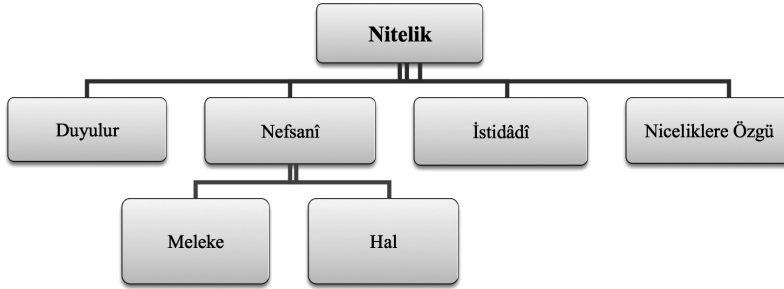 Nitelik
Duyulur
Nefsanî
İstidâdî
Niceliklere Özgü
Meleke
Hal